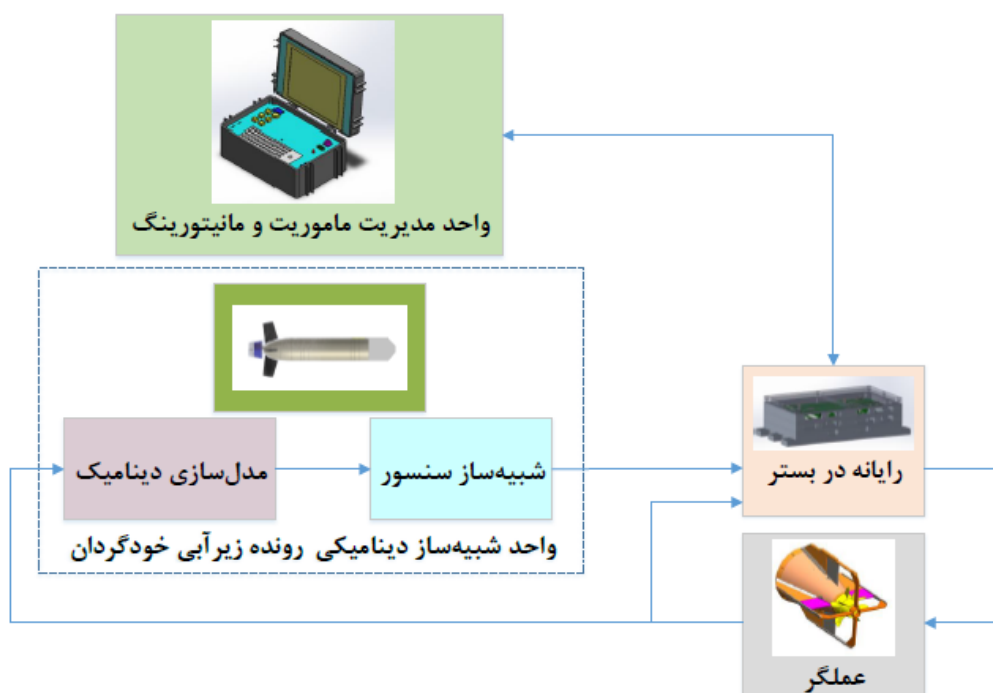 واحد مدیریت ماموریت و مانیتورینگ
مدل‌سازی دینامیک
شبیه‌ساز سنسور
واحد شبیه‌ساز دینامیکی رونده زیرآبی خودگردان
رایانه در بستر
عملگر